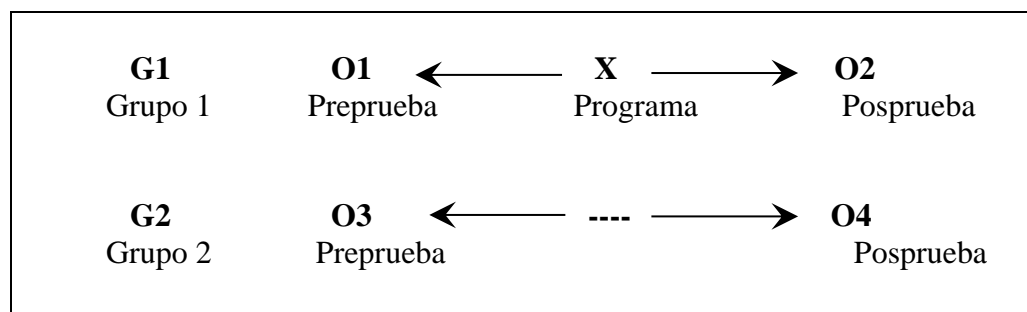 G1 O1 X O2
Grupo 1 Preprueba Programa Posprueba
G2 O3 ---- O4
Grupo 2 Preprueba Posprueba